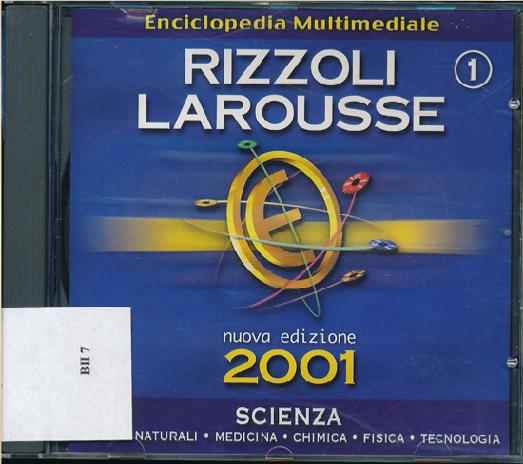 Enciclopedia Multimediale
RIZZOLI 1
LAROUSSE
E
nuova edizione
2001
SCIENZA
NATURALI • MEDICINA • CHIMICA • FISICA • TECNOLOGIA
BII 7